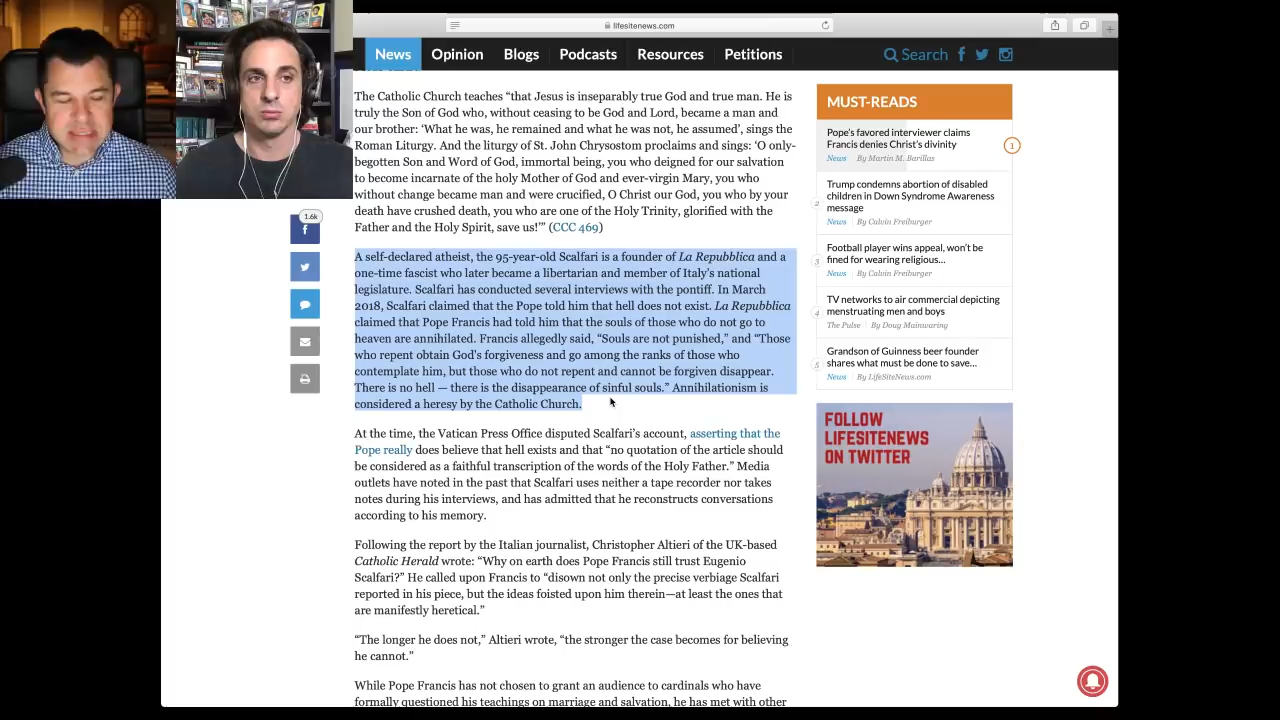 lifesitenews.com
News
Opinion
Blogs
Podcasts
Resources
Petitions
Search
The Catholic Church teaches “that Jesus is inseparably true God and true man. He is
truly the Son of God who, without ceasing to be God and Lord, became a man and
our brother: ‘What he was, he remained and what he was not, he assumed’, sings the
Roman Liturgy. And the liturgy of St. John Chrysostom proclaims and sings: ‘O only-
begotten Son and Word of God, immortal being, you who deigned for our salvation
to become incarnate of the holy Mother of God and ever-virgin Mary, you who
without change became man and were crucified, O Christ our God, you who by your
death have crushed death, you who are one of the Holy Trinity, glorified with the
Father and the Holy Spirit, save us!’” (CCC 469)
1.6k
A self-declared atheist, the 95-year-old Scalfari is a founder of La Repubblica and a
one-time fascist who later became a libertarian and member of Italy’s national
legislature. Scalfari has conducted several interviews with the pontiff. In March
2018, Scalfari claimed that the Pope told him that hell does not exist. La Repubblica
claimed that Pope Francis had told him that the souls of those who do not go to
heaven are annihilated. Francis allegedly said, “Souls are not punished,” and “Those
who repent obtain God’s forgiveness and go among the ranks of those who
contemplate him, but those who do not repent and cannot be forgiven disappear.
There is no hell — there is the disappearance of sinful souls.” Annihilationism is
considered a heresy by the Catholic Church.
At the time, the Vatican Press Office disputed Scalfari’s account, asserting that the
Pope really does believe that hell exists and that “no quotation of the article should
be considered as a faithful transcription of the words of the Holy Father.” Media
outlets have noted in the past that Scalfari uses neither a tape recorder nor takes
notes during his interviews, and has admitted that he reconstructs conversations
according to his memory.
Following the report by the Italian journalist, Christopher Altieri of the UK-based
Catholic Herald wrote: “Why on earth does Pope Francis still trust Eugenio
Scalfari?” He called upon Francis to “disown not only the precise verbiage Scalfari
reported in his piece, but the ideas foisted upon him therein—at least the ones that
are manifestly heretical.”
“The longer he does not,” Altieri wrote, “the stronger the case becomes for believing
he cannot.”
While Pope Francis has not chosen to grant an audience to cardinals who have
formally questioned his teachings on marriage and salvation, he has met with other
MUST-READS
Pope’s favored interviewer claims
Francis denies Christ’s divinity
News By Martin M. Barillas
1
Trump condemns abortion of disabled
children in Down Syndrome Awareness
message
News By Calvin Freiburger
2
Football player wins appeal, won’t be
fined for wearing religious…
News By Calvin Freiburger
3
TV networks to air commercial depicting
menstruating men and boys
The Pulse By Doug Mainwaring
4
Grandson of Guinness beer founder
shares what must be done to save…
News By LifeSiteNews.com
5
FOLLOW
LIFESITENEWS
ON TWITTER